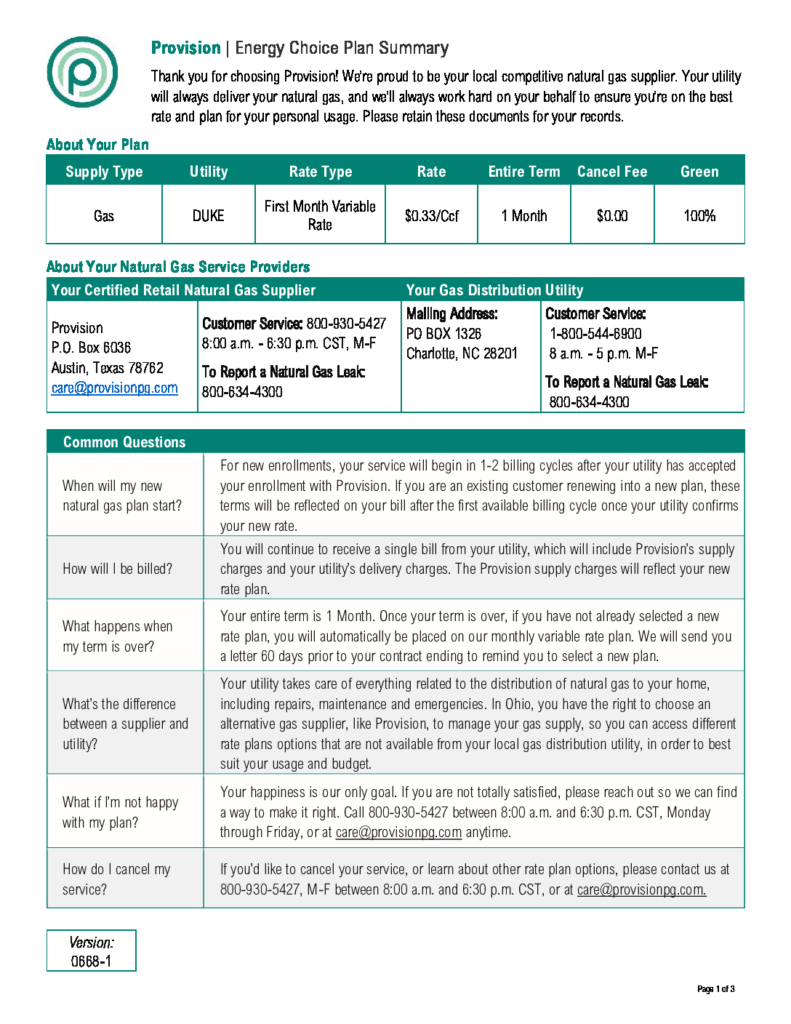 p
Provision | Energy Choice Plan Summary
Thank you for choosing Provision! We're proud to be your local competitive natural gas supplier. Your utility
will always deliver your natural gas, and we'll always work hard on your behalf to ensure you're on the best
rate and plan for your personal usage. Please retain these documents for your records.
About Your Plan
Supply Type Utility Rate Type Rate Entire Term Cancel Fee Green
Gas DUKE First Month Variable
Rate $0.33/Ccf 1 Month $0.00 100%
About Your Natural Gas Service Providers
Your Certified Retail Natural Gas Supplier
Your Gas Distribution Utility
Provision
P.O. Box 6036
Austin, Texas 78762
care@provisionpg.com
Customer Service: 800-930-5427
8:00 a.m. - 6:30 p.m. CST, M-F
To Report a Natural Gas Leak:
800-634-4300
Mailing Address:
PO BOX 1326
Charlotte, NC 28201
Customer Service:
1-800-544-6900
8 a.m. - 5 p.m. M-F
To Report a Natural Gas Leak:
800-634-4300
Common Questions
When will my new
natural gas plan start?
For new enrollments, your service will begin in 1-2 billing cycles after your utility has accepted
your enrollment with Provision. If you are an existing customer renewing into a new plan, these
terms will be reflected on your bill after the first available billing cycle once your utility confirms
your new rate.
How will I be billed?
You will continue to receive a single bill from your utility, which will include Provision's supply
charges and your utility's delivery charges. The Provision supply charges will reflect your new
rate plan.
What happens when
my term is over?
Your entire term is 1 Month. Once your term is over, if you have not already selected a new
rate plan, you will automatically be placed on our monthly variable rate plan. We will send you
a letter 60 days prior to your contract ending to remind you to select a new plan.
What's the difference
between a supplier and
utility?
Your utility takes care of everything related to the distribution of natural gas to your home,
including repairs, maintenance and emergencies. In Ohio, you have the right to choose an
alternative gas supplier, like Provision, to manage your gas supply, so you can access different
rate plans options that are not available from your local gas distribution utility, in order to best
suit your usage and budget.
What if I'm not happy
with my plan?
Your happiness is our only goal. If you are not totally satisfied, please reach out so we can find
a way to make it right. Call 800-930-5427 between 8:00 a.m. and 6:30 p.m. CST, Monday
through Friday, or at care@provisionpg.com anytime.
How do I cancel my
service?
If you'd like to cancel your service, or learn about other rate plan options, please contact us at
800-930-5427, M-F between 8:00 a.m. and 6:30 p.m. CST, or at care@provisionpg.com.
Version:
0668-1
Page 1 of 3